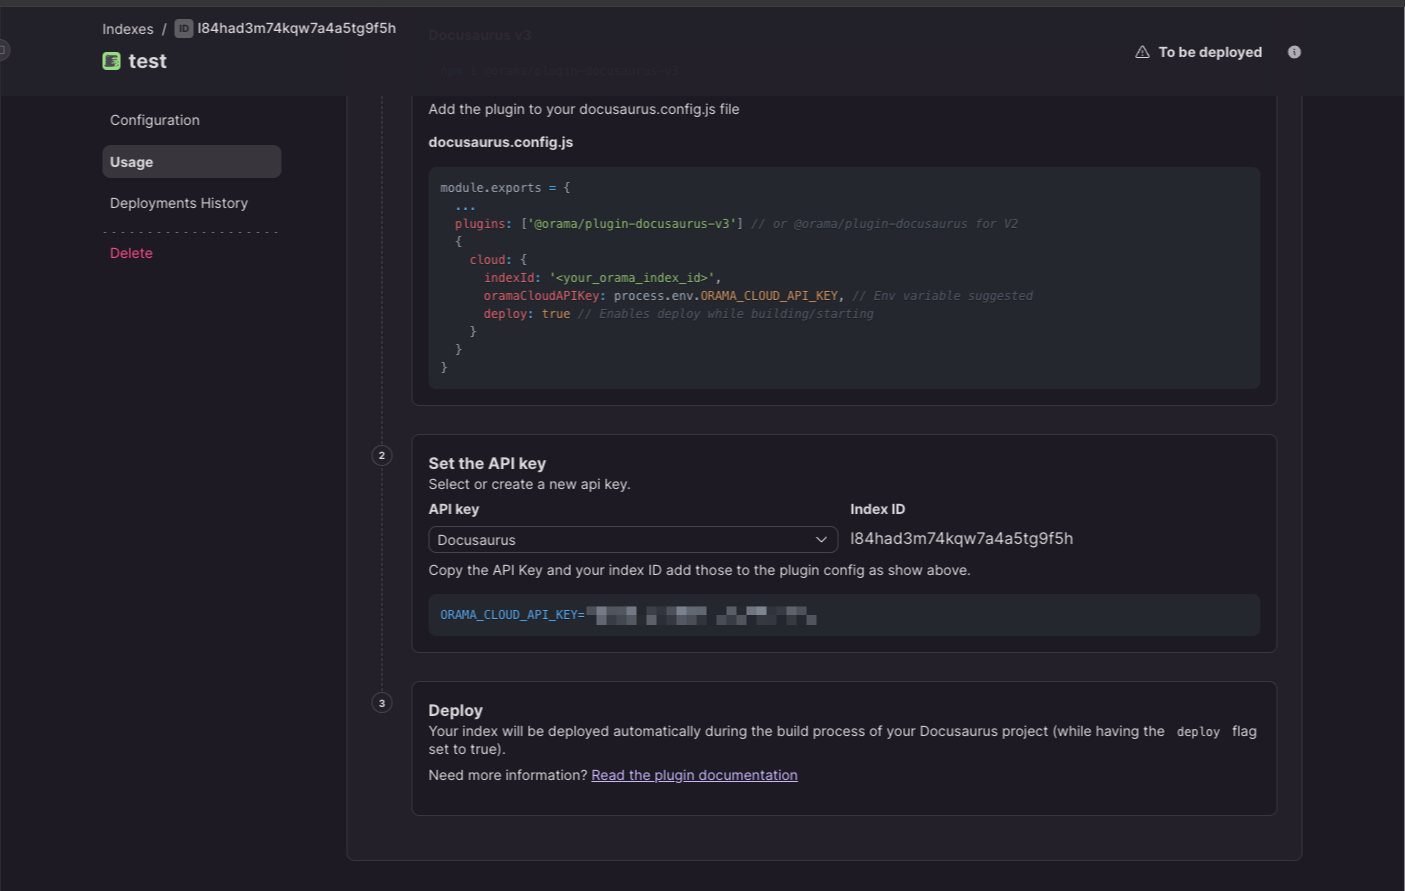 Indexes / ID l84had3m74kqw7a4a5tg9f5h
test
Docusaurus v3
To be deployed
Configuration
Usage
Deployments History
Delete
Add the plugin to your docusaurus.config.js file
docusaurus.config.js
module.exports = {
...
plugins: ['@orama/plugin-docusaurus-v3'] // or @orama/plugin-docusaurus for V2
{
cloud: {
indexId: '<your_orama_index_id>',
oramaCloudAPIKey: process.env.ORAMA_CLOUD_API_KEY, // Env variable suggested
deploy: true // Enables deploy while building/starting
}
}
}
2
Set the API key
Select or create a new api key.
API key
Docusaurus
Index ID
l84had3m74kqw7a4a5tg9f5h
Copy the API Key and your index ID add those to the plugin config as show above.
ORAMA_CLOUD_API_KEY=
3
Deploy
Your index will be deployed automatically during the build process of your Docusaurus project (while having the deploy flag
set to true).
Need more information? Read the plugin documentation